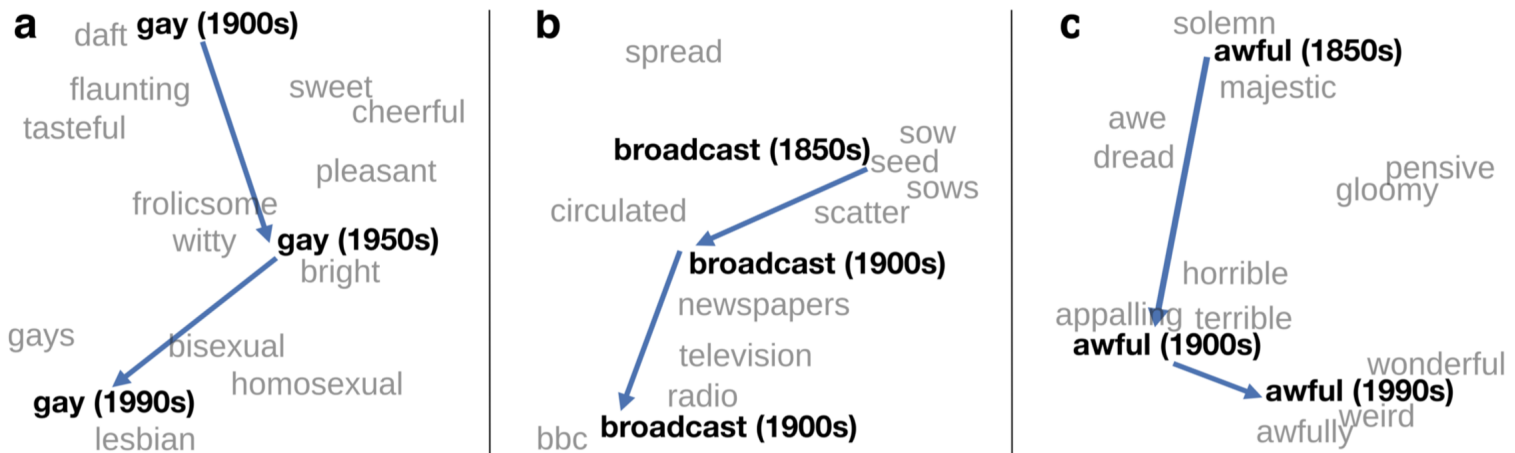 a
daft gay (1900s)
flaunting
sweet
cheerful
tasteful
pleasant
frolicsome
witty
gay (1950s)
bright
gays
bisexual
homosexual
gay (1990s)
lesbian
b
spread
broadcast (1850s)
sow
seed
sows
circulated
scatter
broadcast (1900s)
newspapers
television
radio
bbc broadcast (1900s)
c
solemn
awful (1850s)
majestic
awe
dread
pensive
gloomy
horrible
appalling terrible
awful (1900s)
wonderful
awful (1990s)
weird
awfully